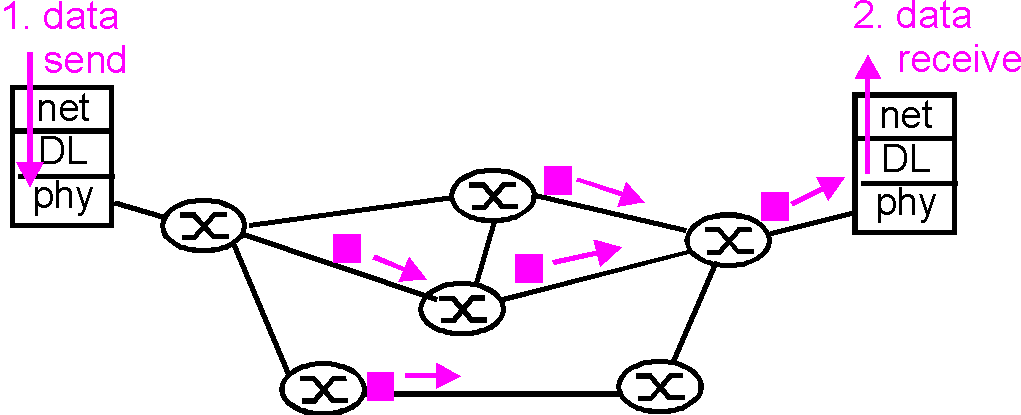 1. data
send
2. data
receive
net
DL
phy
net
DL
phy